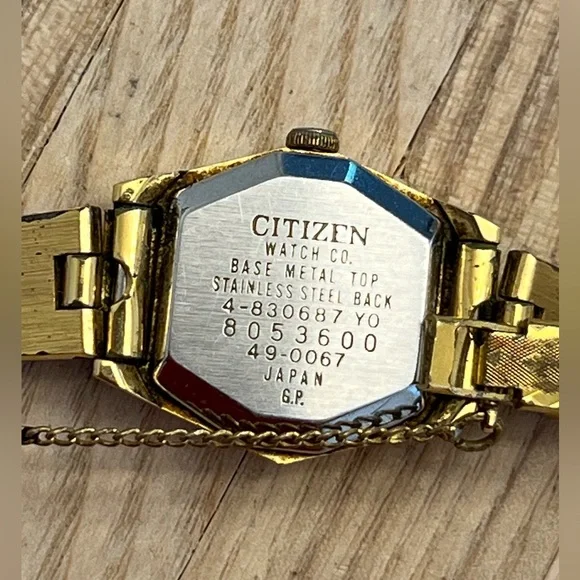 CITIZEN
WATCH CO.
BASE METAL TOP
STAINLESS STEEL BACK
4-830687 YO
8053600
49-0067
JAPAN
G.P.